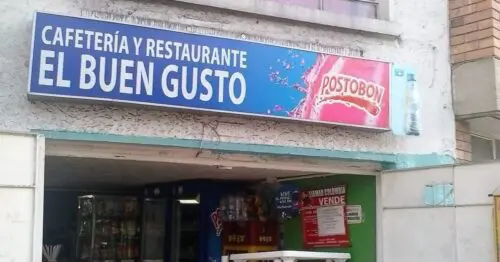 CAFETERÍA Y RESTAURANTE
EL BUEN GUSTO
POSTOBON
VENDE